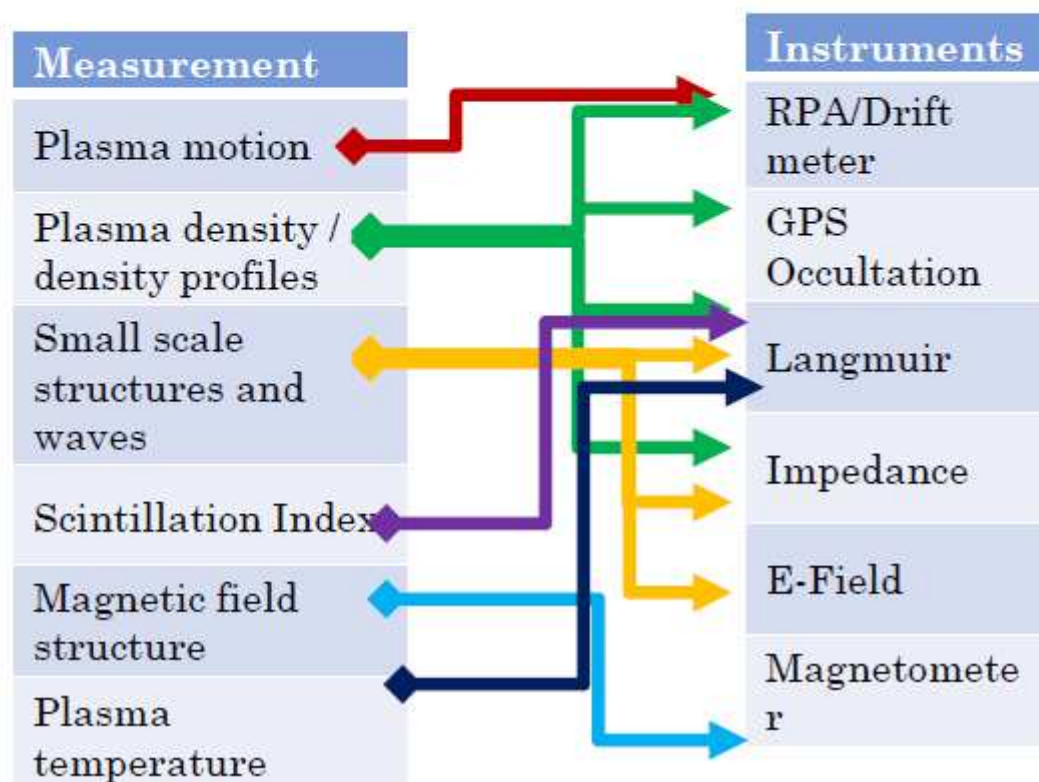 Measurement
Plasma motion
Plasma density /
density profiles
Small scale
structures and
waves
Scintillation Index
Magnetic field
structure
Plasma
temperature
Instruments
RPA/Drift
meter
GPS
Occultation
Langmuir
Impedance
E-Field
Magnetomete
r